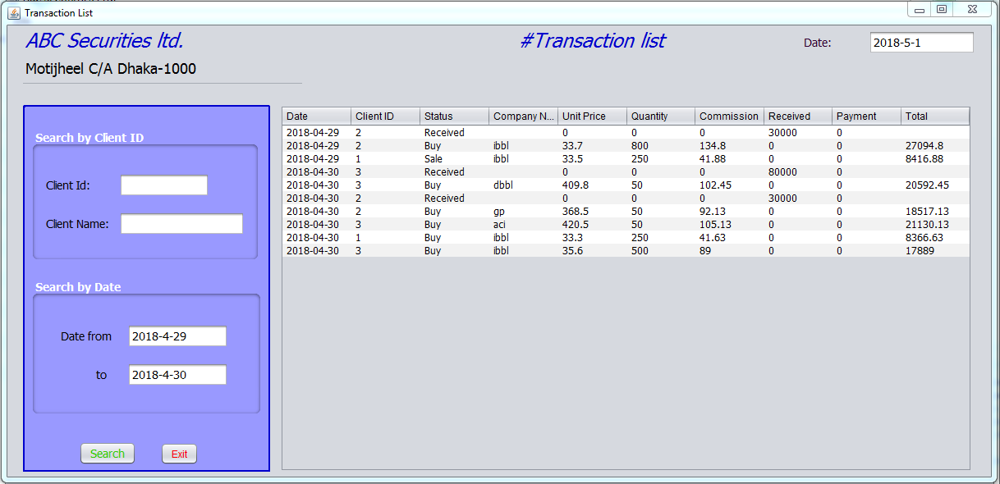 Transaction List
ABC Securities ltd. #Transaction list Date: 2018-5-1
Motijheel C/A Dhaka-1000
Search by Client ID
Client Id:
Client Name:
Search by Date
Date from 2018-4-29
to 2018-4-30
Search Exit
Date Client ID Status Company N... Unit Price Quantity Commission Received Payment Total
2018-04-29 2 Received 0 0 0 30000 0
2018-04-29 2 Buy ibbl 33.7 800 134.8 0 0 27094.8
2018-04-29 1 Sale ibbl 33.5 250 41.88 0 0 8416.88
2018-04-30 3 Received 0 0 0 80000 0
2018-04-30 3 Buy dbbl 409.8 50 102.45 0 0 20592.45
2018-04-30 2 Received 0 0 0 30000 0
2018-04-30 2 Buy gp 368.5 50 92.13 0 0 18517.13
2018-04-30 3 Buy aci 420.5 50 105.13 0 0 21130.13
2018-04-30 1 Buy ibbl 33.3 250 41.63 0 0 8366.63
2018-04-30 3 Buy ibbl 35.6 500 89 0 0 17889